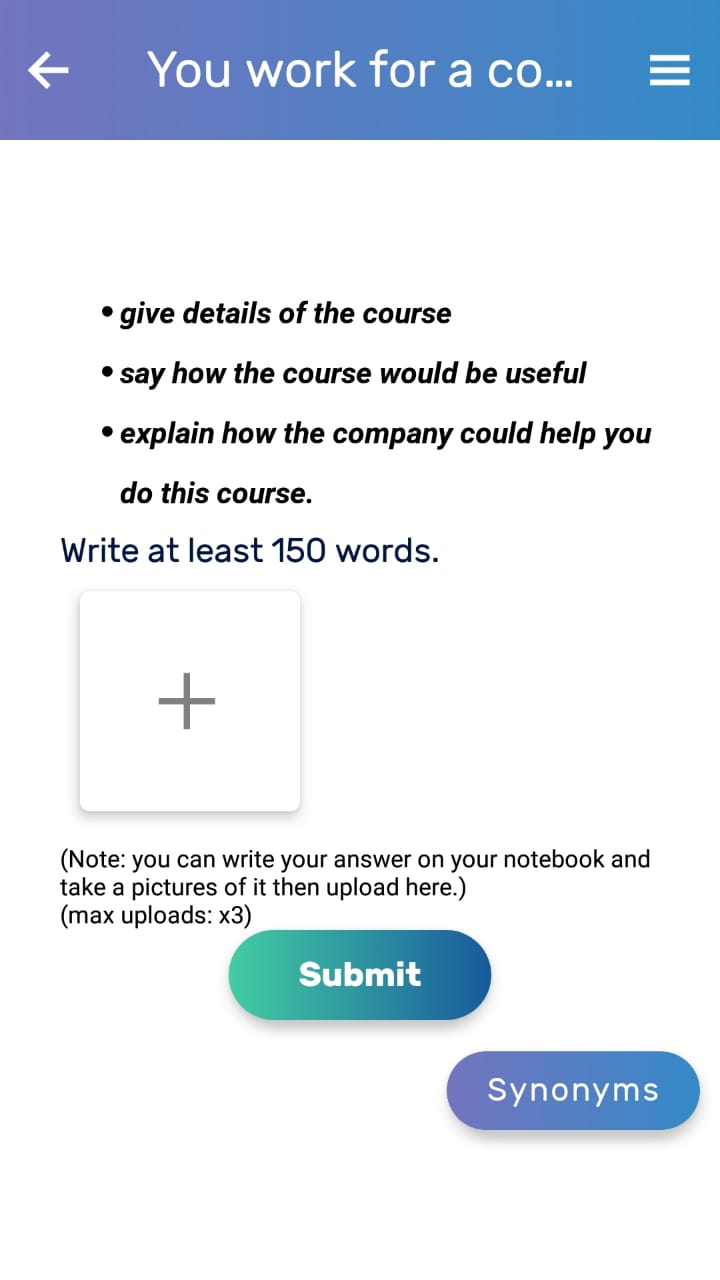 You work for a co...
• give details of the course
• say how the course would be useful
• explain how the company could help you
do this course.
Write at least 150 words.
(Note: you can write your answer on your notebook and
take a pictures of it then upload here.)
(max uploads: x3)
Submit
Synonyms